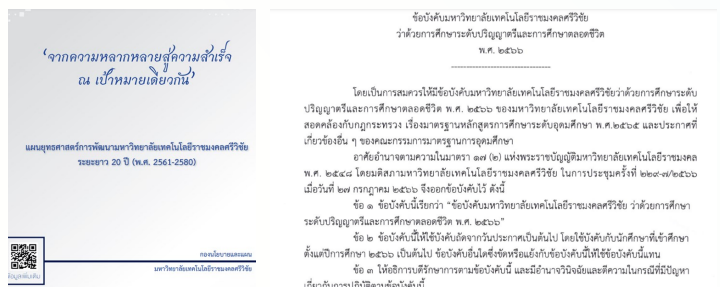 ‘จากความหลากหลายสู่ความสำเร็จ
ณ เป้าหมายเดียวกัน’
แผนยุทธศาสตร์การพัฒนามหาวิทยาลัยเทคโนโลยีราชมงคลศรีวิชัย
ระยะยาว 20 ปี (พ.ศ. 2561-2580)
ข้อมูลเพิ่มเติม
กองนโยบายและแผน
มหาวิทยาลัยเทคโนโลยีราชมงคลศรีวิชัย
ข้อบังคับมหาวิทยาลัยเทคโนโลยีราชมงคลศรีวิชัย
ว่าด้วยการศึกษาระดับปริญญาตรีและการศึกษาตลอดชีวิต
พ.ศ. ๒๕๖๖
--------------------------------
โดยเป็นการสมควรให้มีข้อบังคับมหาวิทยาลัยเทคโนโลยีราชมงคลศรีวิชัยว่าด้วยการศึกษาระดับ
ปริญญาตรีและการศึกษาตลอดชีวิต พ.ศ. ๒๕๖๖ ของมหาวิทยาลัยเทคโนโลยีราชมงคลศรีวิชัย เพื่อให้
สอดคล้องกับกฎกระทรวง เรื่องมาตรฐานหลักสูตรการศึกษาระดับอุดมศึกษา พ.ศ.๒๕๖๕ และประกาศที่
เกี่ยวข้องอื่น ๆ ของคณะกรรมการมาตรฐานการอุดมศึกษา
อาศัยอำนาจตามความในมาตรา ๑๗ (๒) แห่งพระราชบัญญัติมหาวิทยาลัยเทคโนโลยีราชมงคล
พ.ศ. ๒๕๔๘ โดยมติสภามหาวิทยาลัยเทคโนโลยีราชมงคลศรีวิชัย ในการประชุมครั้งที่ ๒๒๙-๗/๒๕๖๖
เมื่อวันที่ ๒๗ กรกฎาคม ๒๕๖๖ จึงออกข้อบังคับไว้ ดังนี้
ข้อ ๑ ข้อบังคับนี้เรียกว่า “ข้อบังคับมหาวิทยาลัยเทคโนโลยีราชมงคลศรีวิชัย ว่าด้วยการศึกษา
ระดับปริญญาตรีและการศึกษาตลอดชีวิต พ.ศ. ๒๕๖๖”
ข้อ ๒ ข้อบังคับนี้ให้ใช้บังคับถัดจากวันประกาศเป็นต้นไป โดยใช้บังคับกับนักศึกษาที่เข้าศึกษา
ตั้งแต่ปีการศึกษา ๒๕๖๖ เป็นต้นไป ข้อบังคับอื่นใดซึ่งขัดหรือแย้งกับข้อบังคับนี้ให้ใช้ข้อบังคับนี้แทน
ข้อ ๓ ให้อธิการบดีรักษาการตามข้อบังคับนี้ และมีอำนาจวินิจฉัยและตีความในกรณีที่มีปัญหา
เกี่ยวกับการปฏิบัติตามข้อบังคับนี้